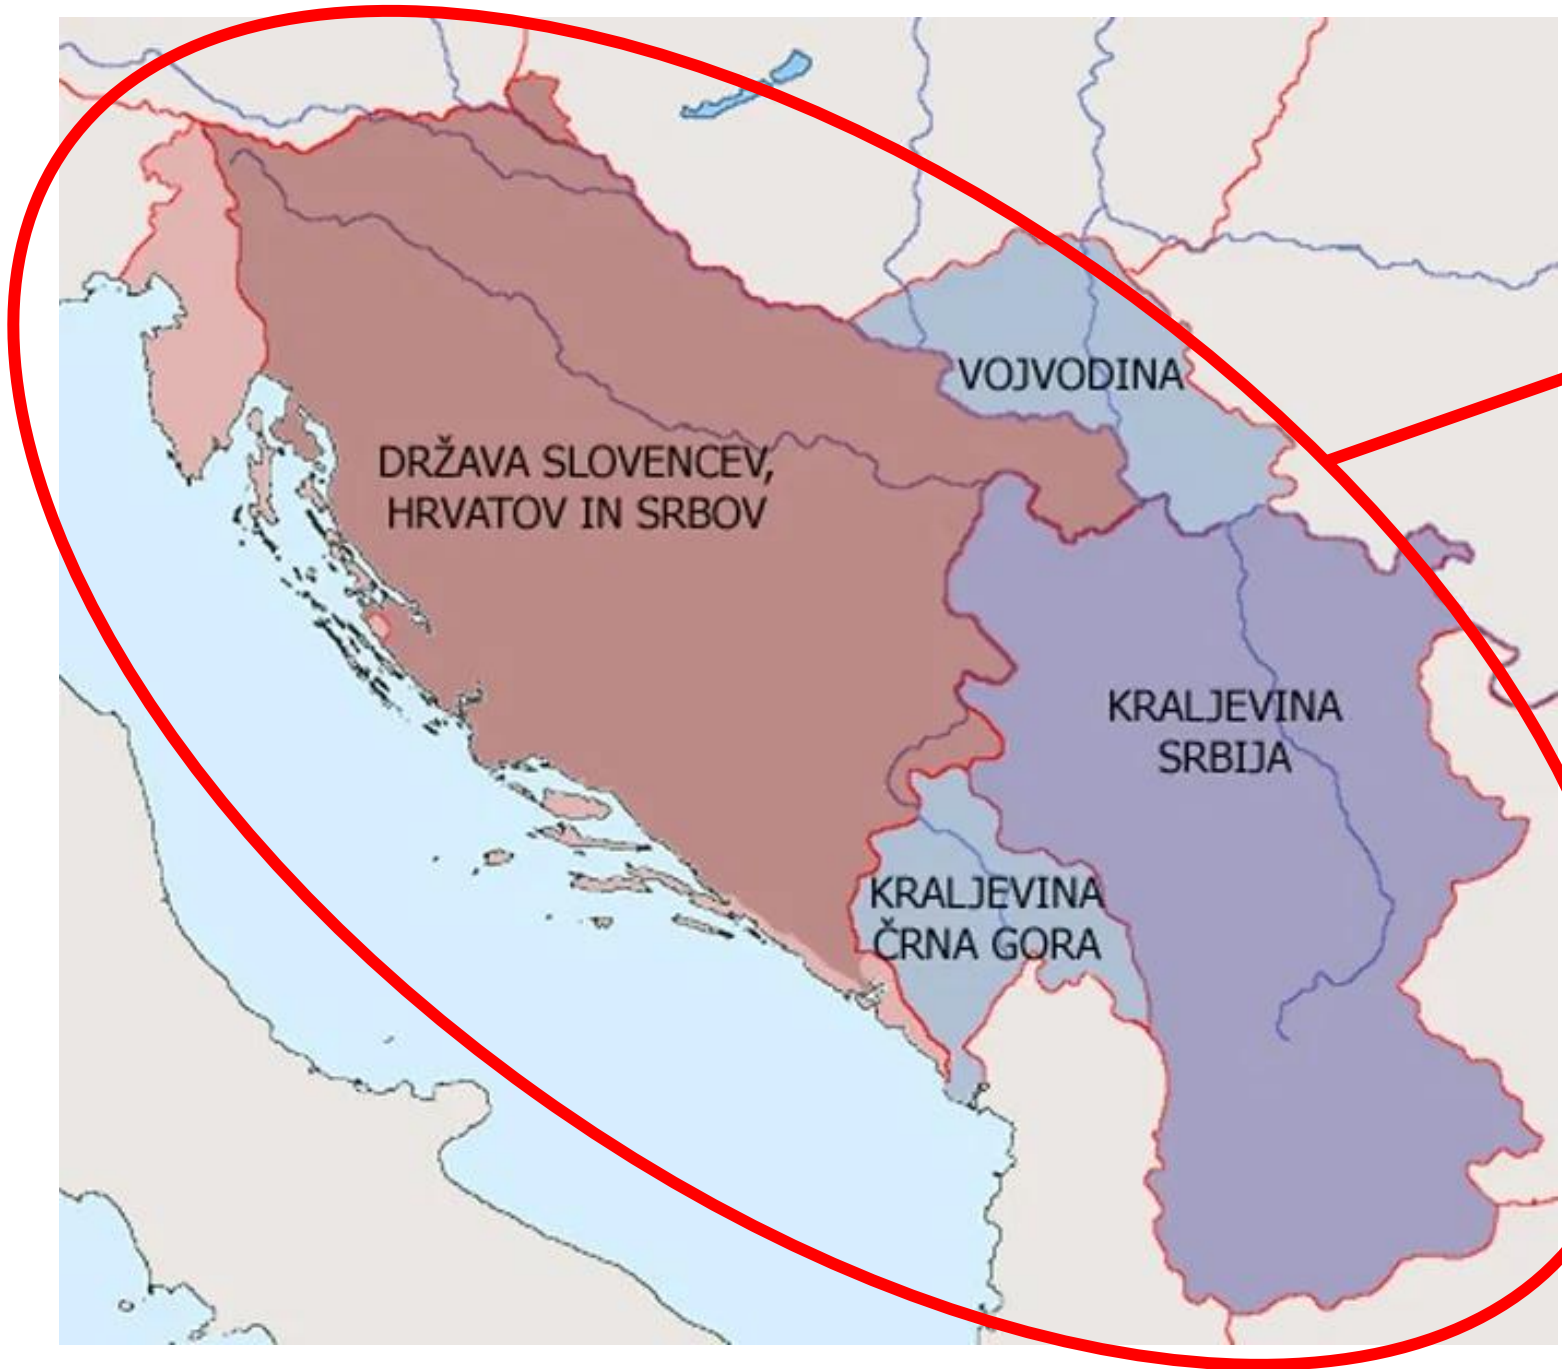 VOJVODINA
DRŽAVA SLOVENCEV,
HRVATOV IN SRBOV
KRALJEVINA
SRBIJA
KRALJEVINA
ČRNA GORA